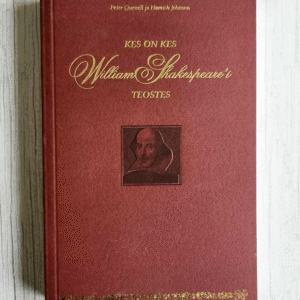 Peter Quennell ja Hamish Johnson
KES ON KES
William Shakespeare'i
TEOSTES